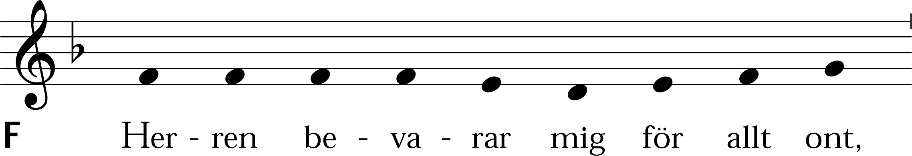 F Her - ren be - va - rar mig för allt ont,